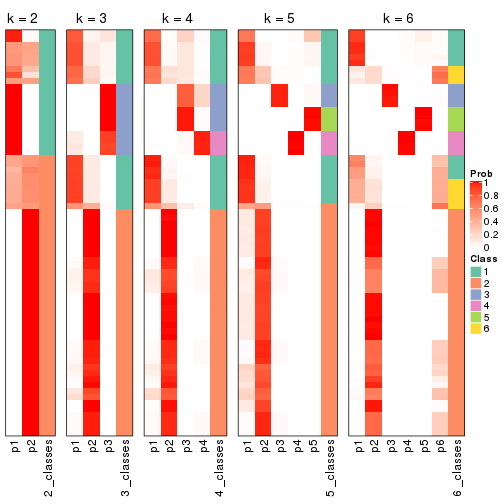 k = 2
k = 3
k = 4
k = 5
k = 6
p1
p2
2_classes
p1
p2
p3
3_classes
p1
p2
p3
p4
4_classes
p1
p2
p3
p4
p5
5_classes
p1
p2
p3
p4
p5
p6
6_classes
Prob
1
0.8
0.6
0.4
0.2
0
Class
1
2
3
4
5
6